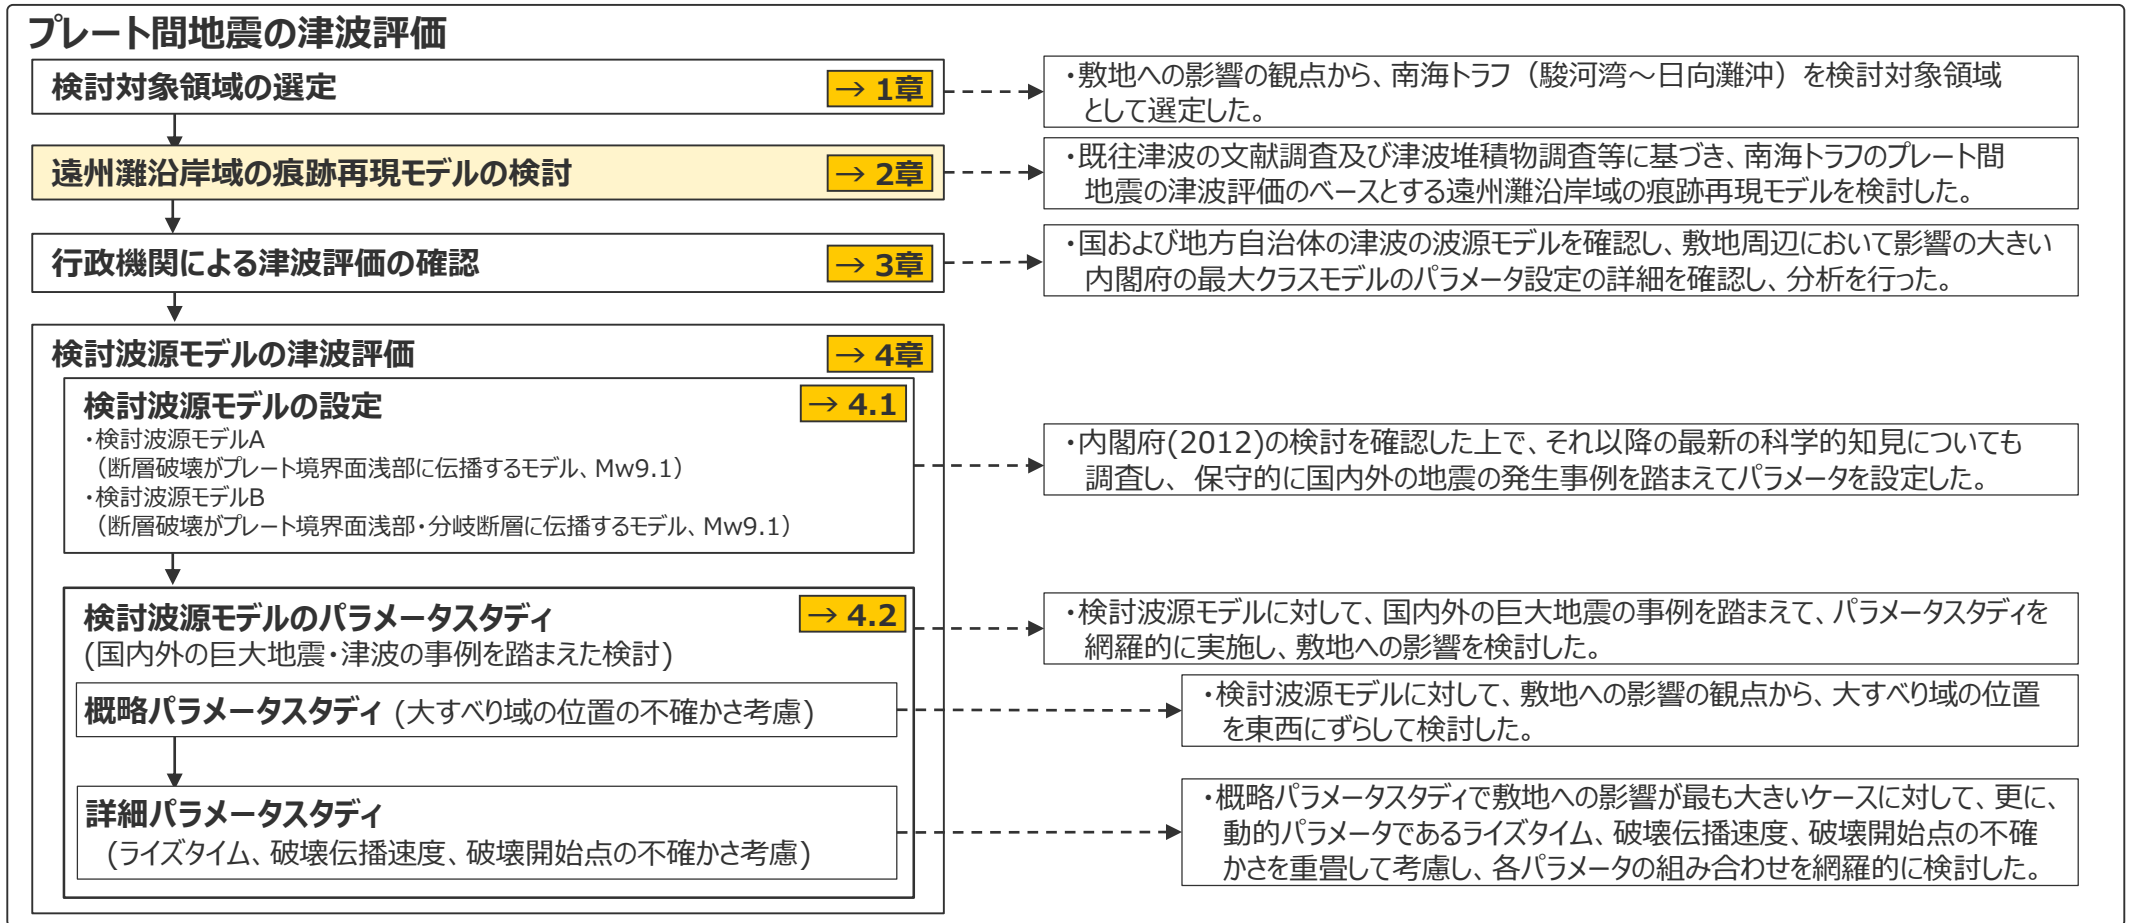 プレート間地震の津波評価
検討対象領域の選定
→ 1章
・敷地への影響の観点から、南海トラフ（駿河湾～日向灘沖）を検討対象領域
として選定した。
遠州灘沿岸域の痕跡再現モデルの検討
→ 2章
・既往津波の文献調査及び津波堆積物調査等に基づき、南海トラフのプレート間
地震の津波評価のベースとする遠州灘沿岸域の痕跡再現モデルを検討した。
行政機関による津波評価の確認
→ 3章
・国および地方自治体の津波の波源モデルを確認し、敷地周辺において影響の大きい
内閣府の最大クラスモデルのパラメータ設定の詳細を確認し、分析を行った。
検討波源モデルの津波評価
→ 4章
検討波源モデルの設定
→ 4.1
・検討波源モデルA
（断層破壊がプレート境界面浅部に伝播するモデル、Mw9.1）
・検討波源モデルB
（断層破壊がプレート境界面浅部・分岐断層に伝播するモデル、Mw9.1）
・内閣府(2012)の検討を確認した上で、それ以降の最新の科学的知見についても
調査し、保守的に国内外の地震の発生事例を踏まえてパラメータを設定した。
検討波源モデルのパラメータスタディ
→ 4.2
(国内外の巨大地震・津波の事例を踏まえた検討)
・検討波源モデルに対して、国内外の巨大地震の事例を踏まえて、パラメータスタディを
網羅的に実施し、敷地への影響を検討した。
概略パラメータスタディ (大すべり域の位置の不確かさ考慮)
・検討波源モデルに対して、敷地への影響の観点から、大すべり域の位置
を東西にずらして検討した。
詳細パラメータスタディ
(ライズタイム、破壊伝播速度、破壊開始点の不確かさ考慮)
・概略パラメータスタディで敷地への影響が最も大きいケースに対して、更に、
動的パラメータであるライズタイム、破壊伝播速度、破壊開始点の不確
かさを重畳して考慮し、各パラメータの組み合わせを網羅的に検討した。